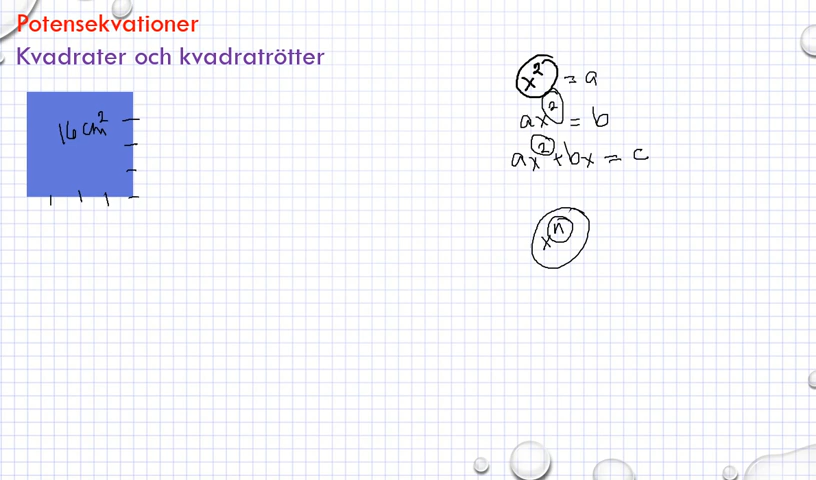 Potensekvationer
Kvadrater och kvadratrötter
16 cm²
x² = a
ax² = b
ax² + bx = c
xⁿ